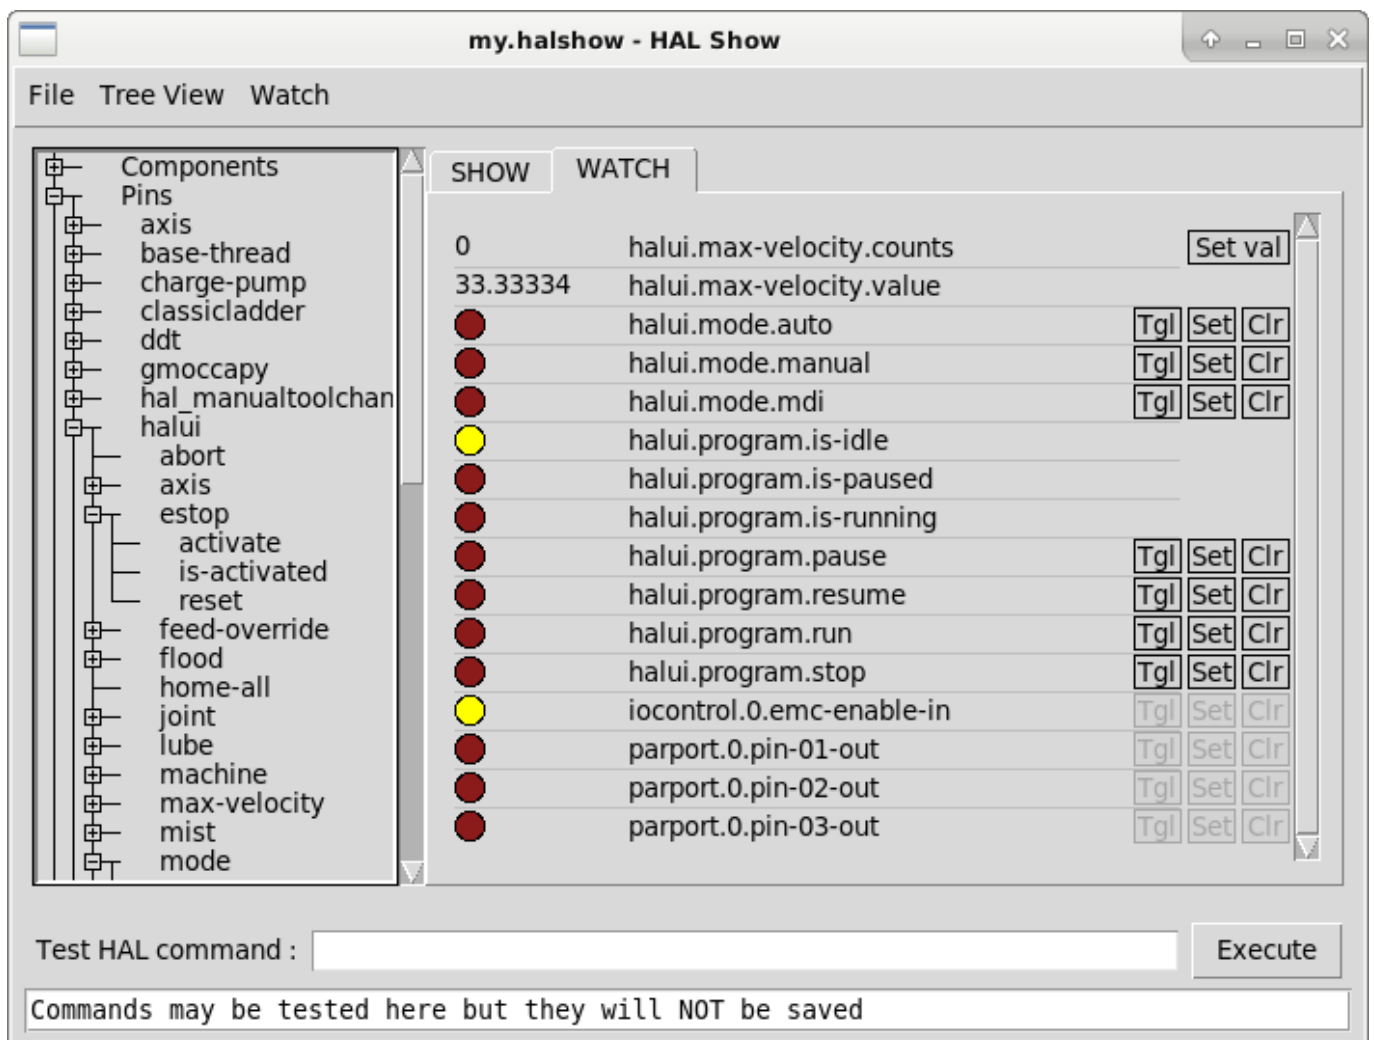 my.halshow - HAL Show
File Tree View Watch
Components
Pins
axis
base-thread
charge-pump
classicladder
ddt
gmoccapy
hal_manualtoolchan
halui
abort
axis
estop
activate
is-activated
reset
feed-override
flood
home-all
joint
lube
machine
max-velocity
mist
mode
SHOW WATCH
0 halui.max-velocity.counts Set val
33.33334 halui.max-velocity.value
halui.mode.auto Tgl Set Clr
halui.mode.manual Tgl Set Clr
halui.mode.mdi Tgl Set Clr
halui.program.is-idle
halui.program.is-paused
halui.program.is-running
halui.program.pause Tgl Set Clr
halui.program.resume Tgl Set Clr
halui.program.run Tgl Set Clr
halui.program.stop Tgl Set Clr
iocontrol.0.emc-enable-in Tgl Set Clr
parport.0.pin-01-out Tgl Set Clr
parport.0.pin-02-out Tgl Set Clr
parport.0.pin-03-out Tgl Set Clr
Test HAL command : Execute
Commands may be tested here but they will NOT be saved